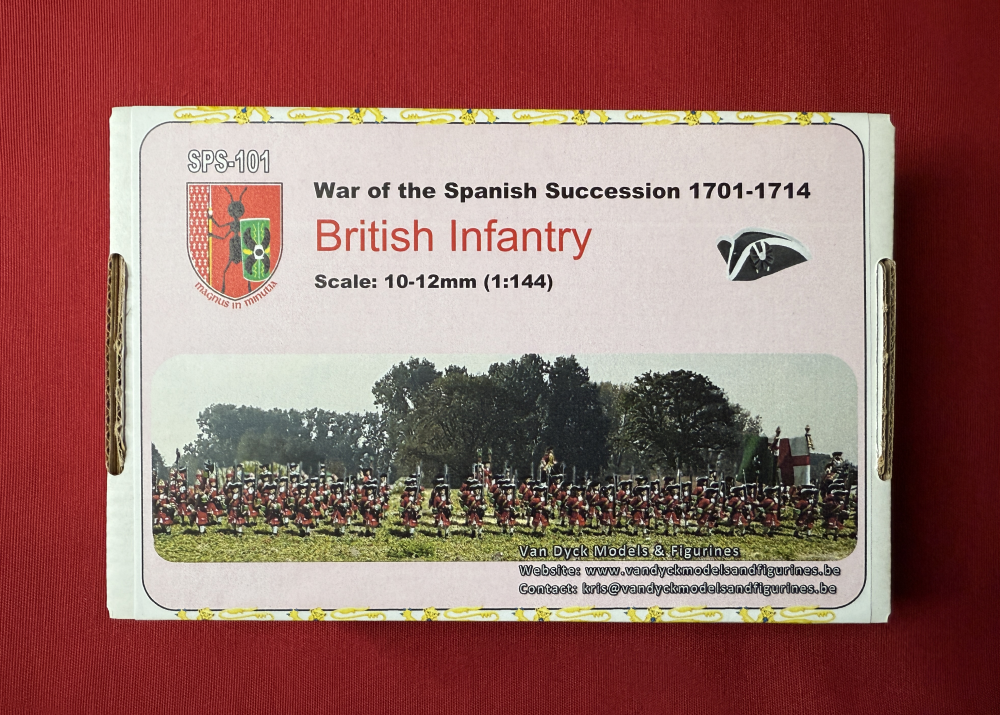 SPS-101
War of the Spanish Succession 1701-1714
British Infantry
Scale: 10-12mm (1:144)
magnus in minutia
Van Dyck Models & Figurines
Website: www.vandyckmodelsandfigurines.be
Contact: kris@vandyckmodelsandfigurines.be